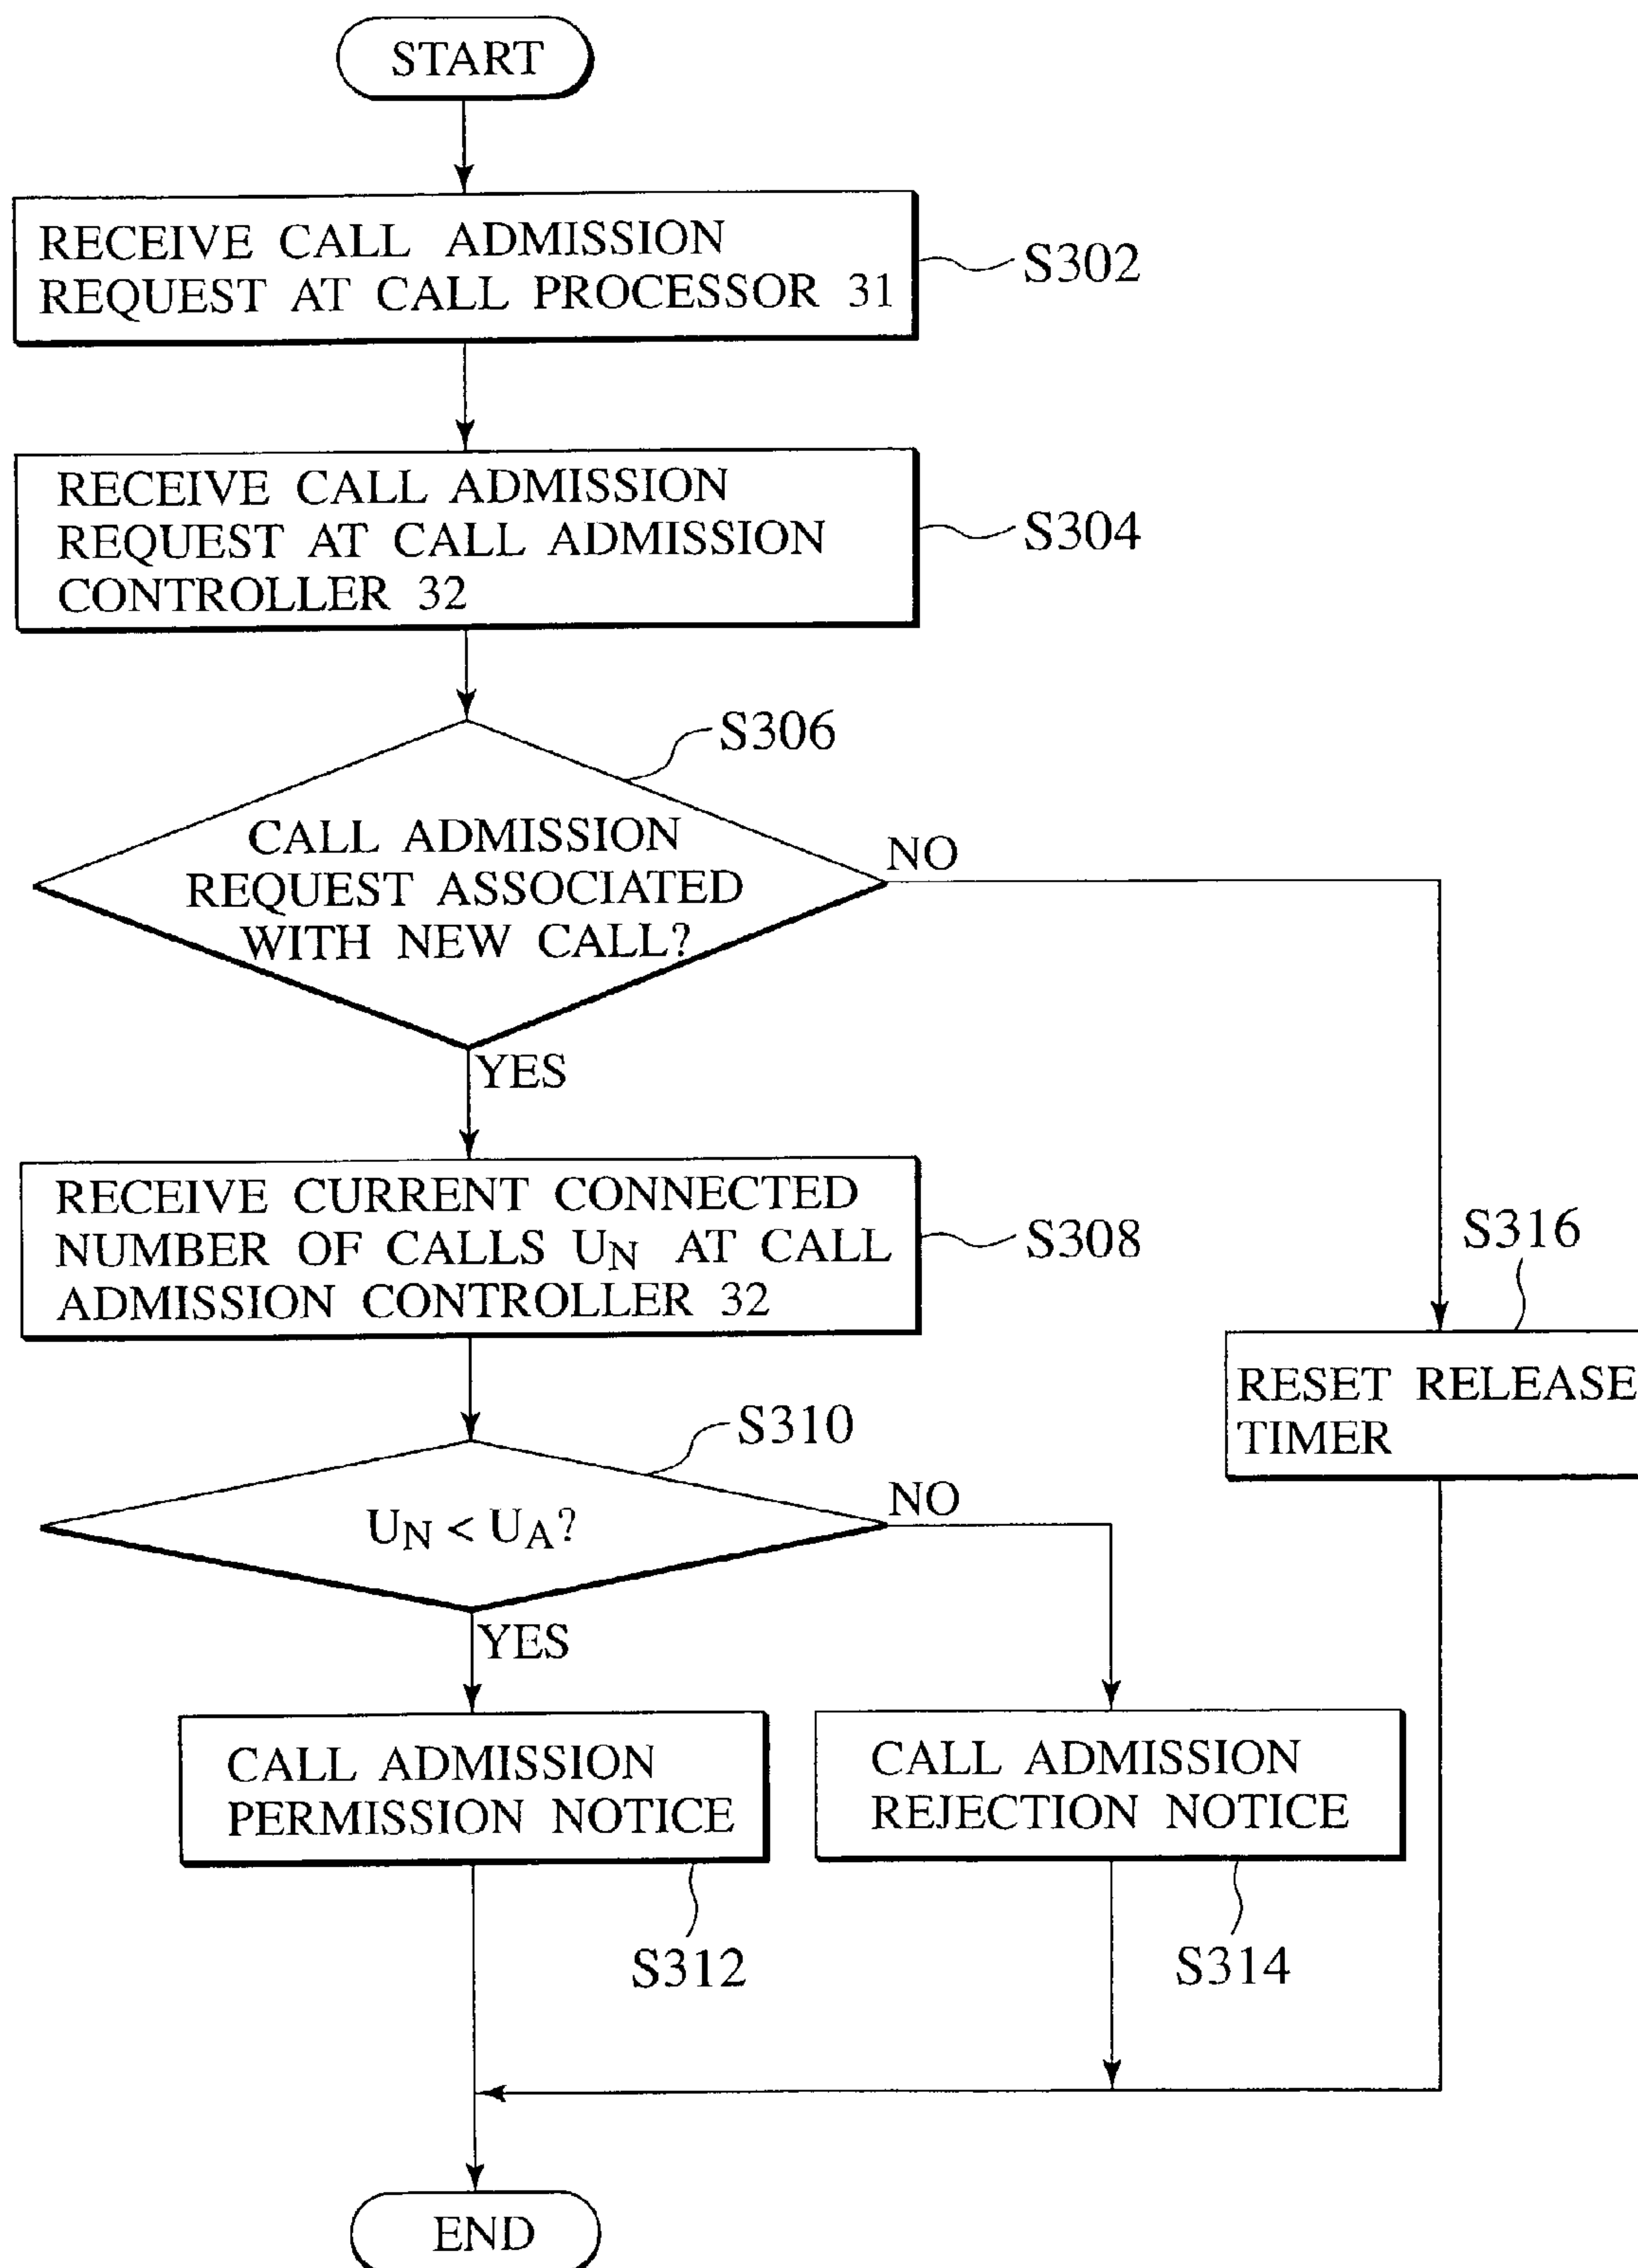 START
RECEIVE CALL ADMISSION
REQUEST AT CALL PROCESSOR 31
S302
RECEIVE CALL ADMISSION
REQUEST AT CALL ADMISSION
CONTROLLER 32
S304
S306
CALL ADMISSION
REQUEST ASSOCIATED
WITH NEW CALL?
NO
YES
RECEIVE CURRENT CONNECTED
NUMBER OF CALLS UN AT CALL
ADMISSION CONTROLLER 32
S308
S316
RESET RELEASE
TIMER
S310
UN < UA?
NO
YES
CALL ADMISSION
PERMISSION NOTICE
S312
CALL ADMISSION
REJECTION NOTICE
S314
END